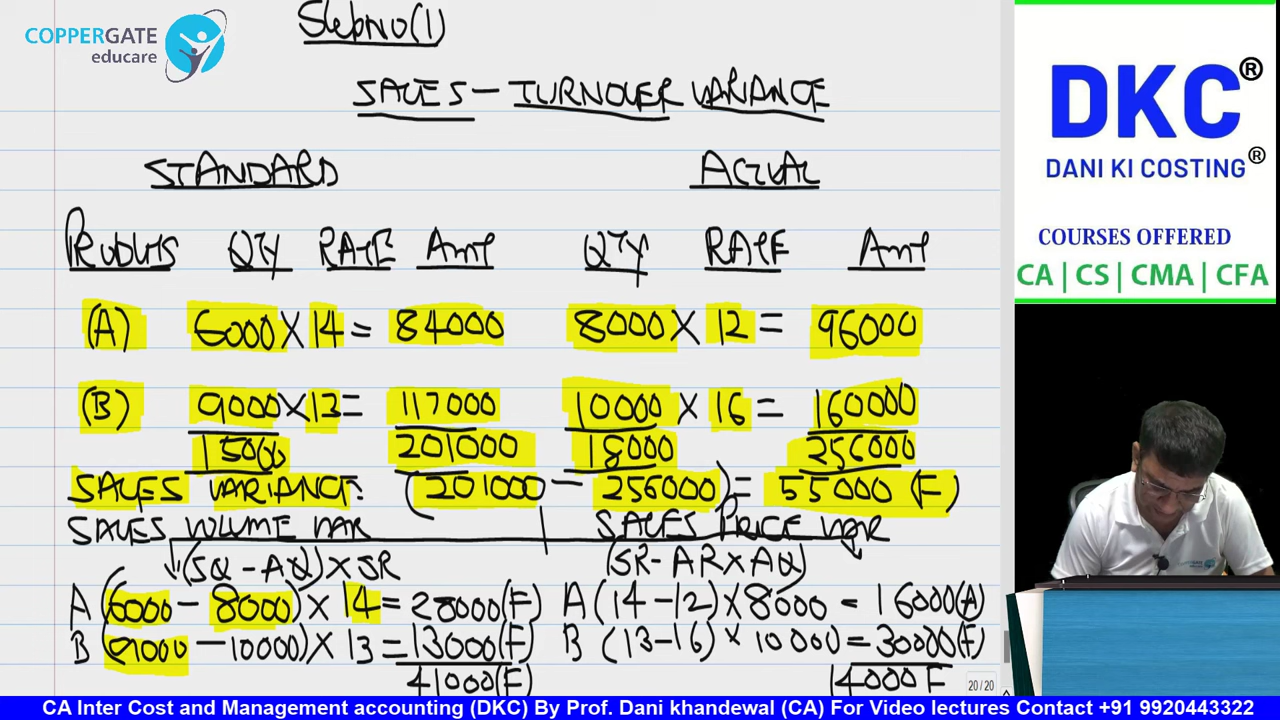 COPPERGATE
educare
StepNo(1)
SALES – TURNOVER VARIANCE
STANDARD ACTUAL
PRODUCTS QTY RATE Amt QTY RATE Amt
(A) 6000 X 14 = 84000 8000 X 12 = 96000
(B) 9000 X 13 = 117000 10000 X 16 = 160000
15000 201000 18000 256000
SALES VARIANCE: (201000 – 256000) = 55000 (F)
SALES VOLUME VAR SALES PRICE VAR
(SQ – AQ) X SR (SR – AR X AQ)
A (6000 – 8000) X 14 = 28000(F) A (14 – 12) X 8000 = 16000(A)
B (9000 – 10000) X 13 = 13000(F) B (13 – 16) X 10000 = 30000(F)
41000(F) 14000 F
20 / 20
DKC®
DANI KI COSTING®
COURSES OFFERED
CA | CS | CMA | CFA
CA Inter Cost and Management accounting (DKC) By Prof. Dani khandewal (CA) For Video lectures Contact +91 9920443322